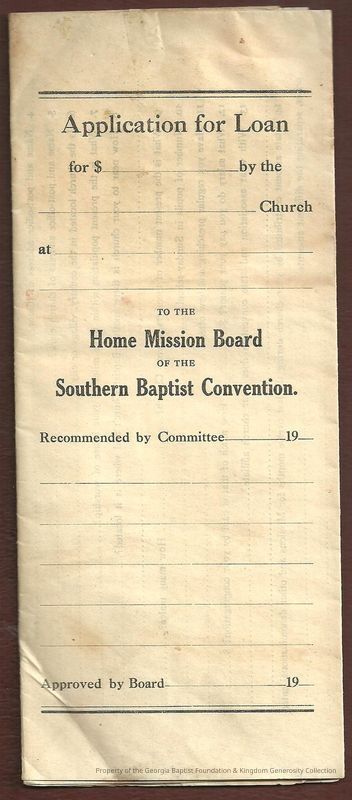 Application for Loan
for $ by the
Church
at
TO THE
Home Mission Board
OF THE
Southern Baptist Convention.
Recommended by Committee 19
Approved by Board 19
Property of the Georgia Baptist Foundation & Kingdom Generosity Collection